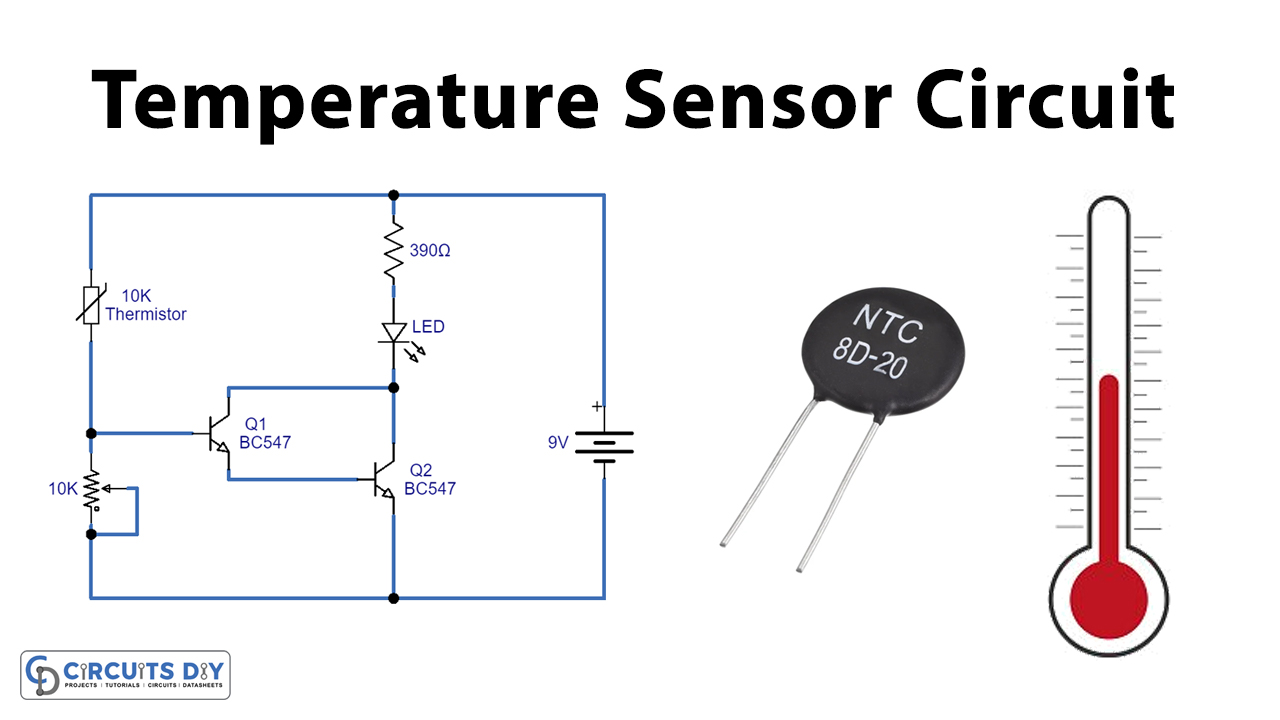 Temperature Sensor Circuit
390Ω
10K
Thermistor
LED
Q1
BC547
+
9V
Q2
BC547
10K
NTC
8D-20
CD CIRCUITS DIY
PROJECTS | TUTORIALS | CIRCUITS | DATASHEETS